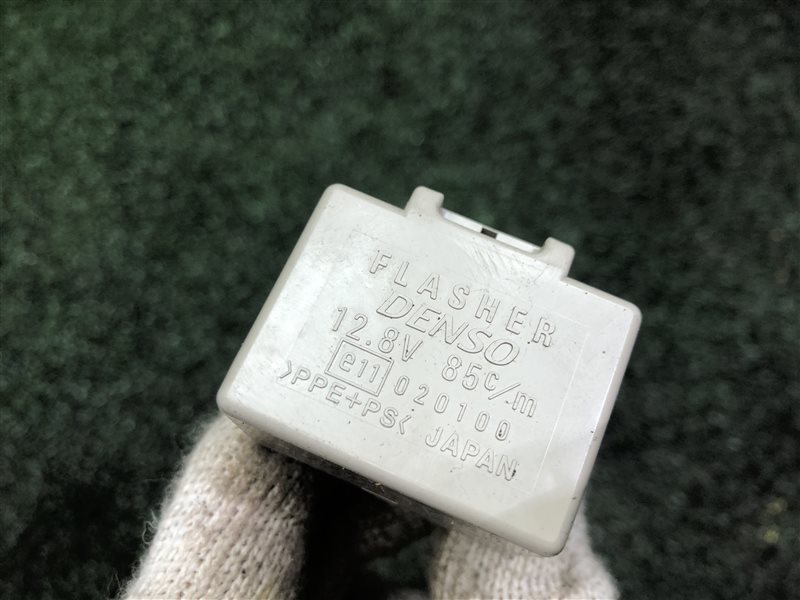 FLASHER
DENSO
12.8V 85c/m
e11 020100
>PPE+PS< JAPAN